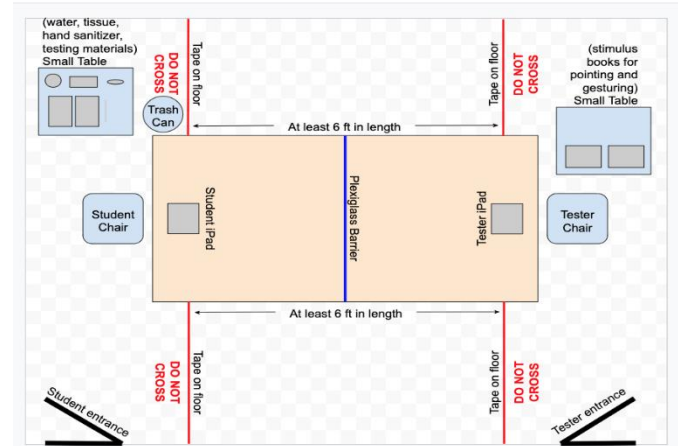 (water, tissue,
hand sanitizer,
testing materials)
Small Table
DO NOT
CROSS
Tape on floor
Tape on floor
DO NOT
CROSS
(stimulus
books for
pointing and
gesturing)
Small Table
Trash
Can
At least 6 ft in length
Student
Chair
Student iPad
Plexiglass Barrier
Tester iPad
Tester
Chair
At least 6 ft in length
DO NOT
CROSS
Tape on floor
Tape on floor
DO NOT
CROSS
Student entrance
Tester entrance